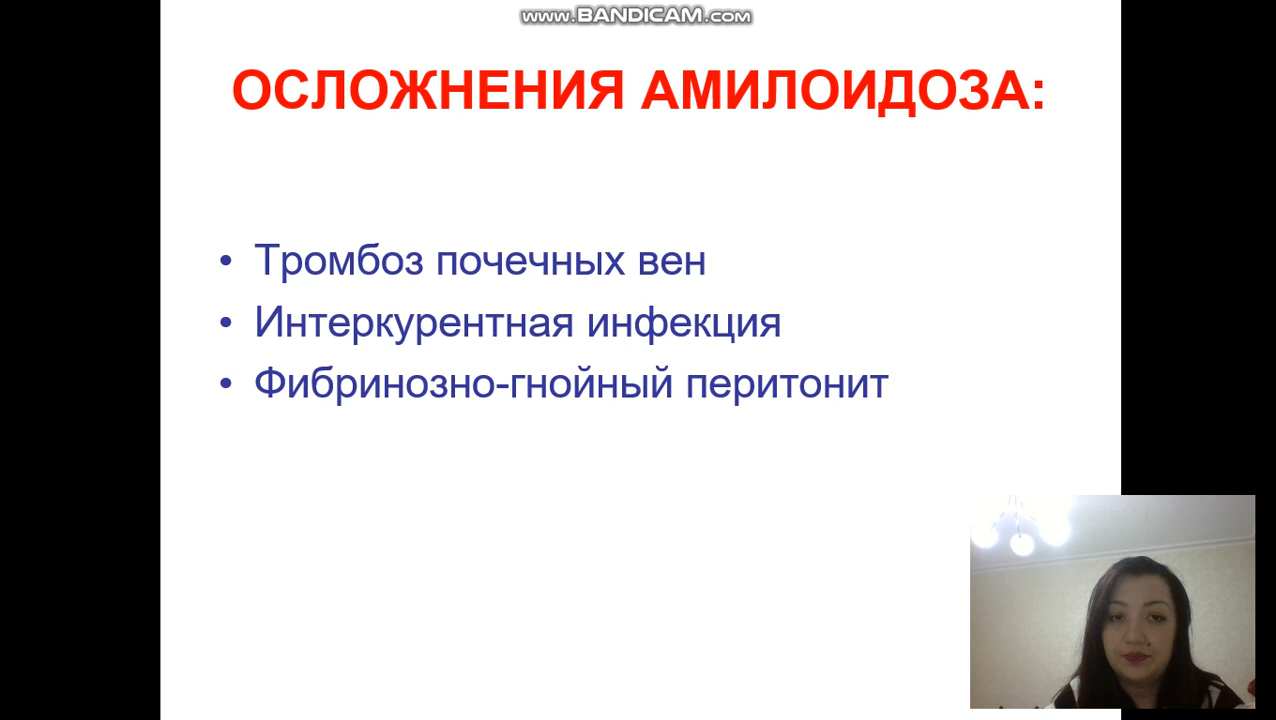 www.BANDICAM.com
ОСЛОЖНЕНИЯ АМИЛОИДОЗА:
• Тромбоз почечных вен
• Интеркурентная инфекция
• Фибринозно-гнойный перитонит